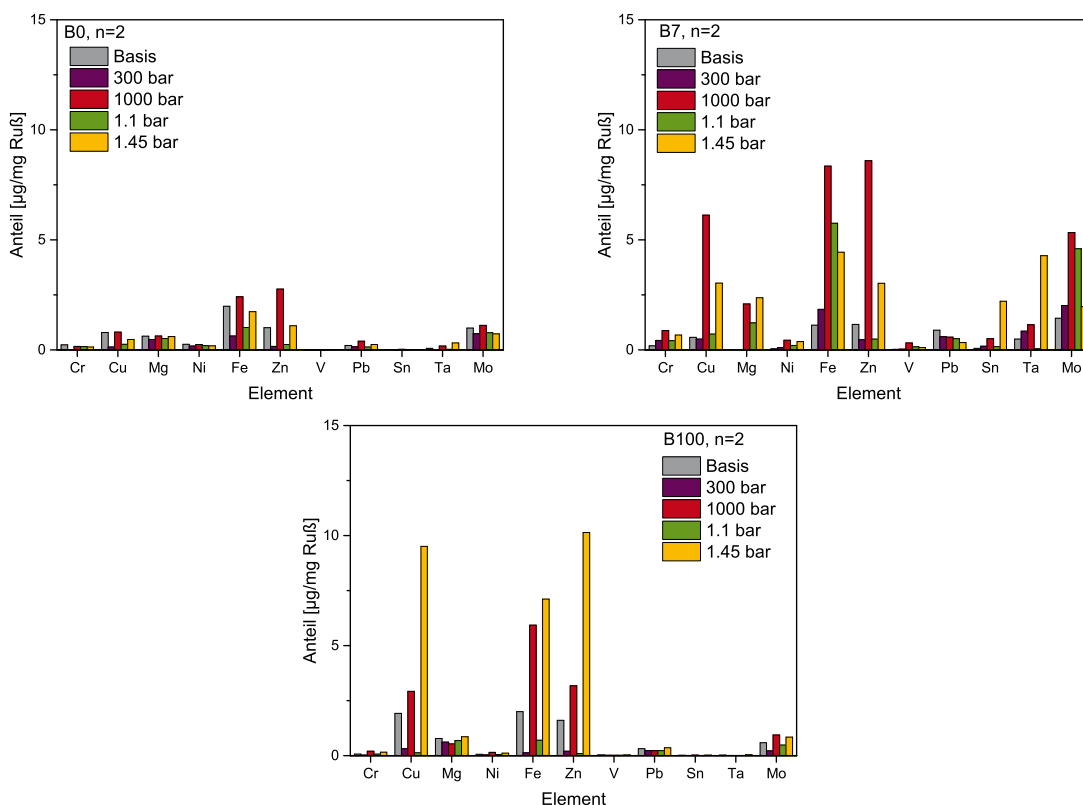 B0, n=2
Basis
300 bar
1000 bar
1.1 bar
1.45 bar
15
10
5
0
Anteil [µg/mg Ruß]
Cr Cu Mg Ni Fe Zn V Pb Sn Ta Mo
Element
B7, n=2
Basis
300 bar
1000 bar
1.1 bar
1.45 bar
15
10
5
0
Anteil [µg/mg Ruß]
Cr Cu Mg Ni Fe Zn V Pb Sn Ta Mo
Element
B100, n=2
Basis
300 bar
1000 bar
1.1 bar
1.45 bar
15
10
5
0
Anteil [µg/mg Ruß]
Cr Cu Mg Ni Fe Zn V Pb Sn Ta Mo
Element